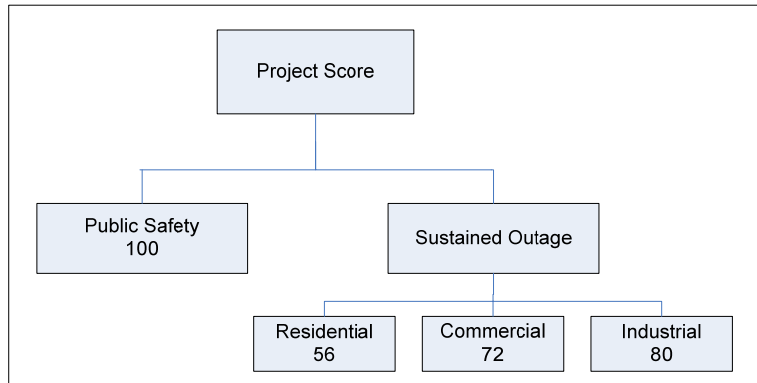 Project Score
Public Safety
100
Sustained Outage
Residential
56
Commercial
72
Industrial
80